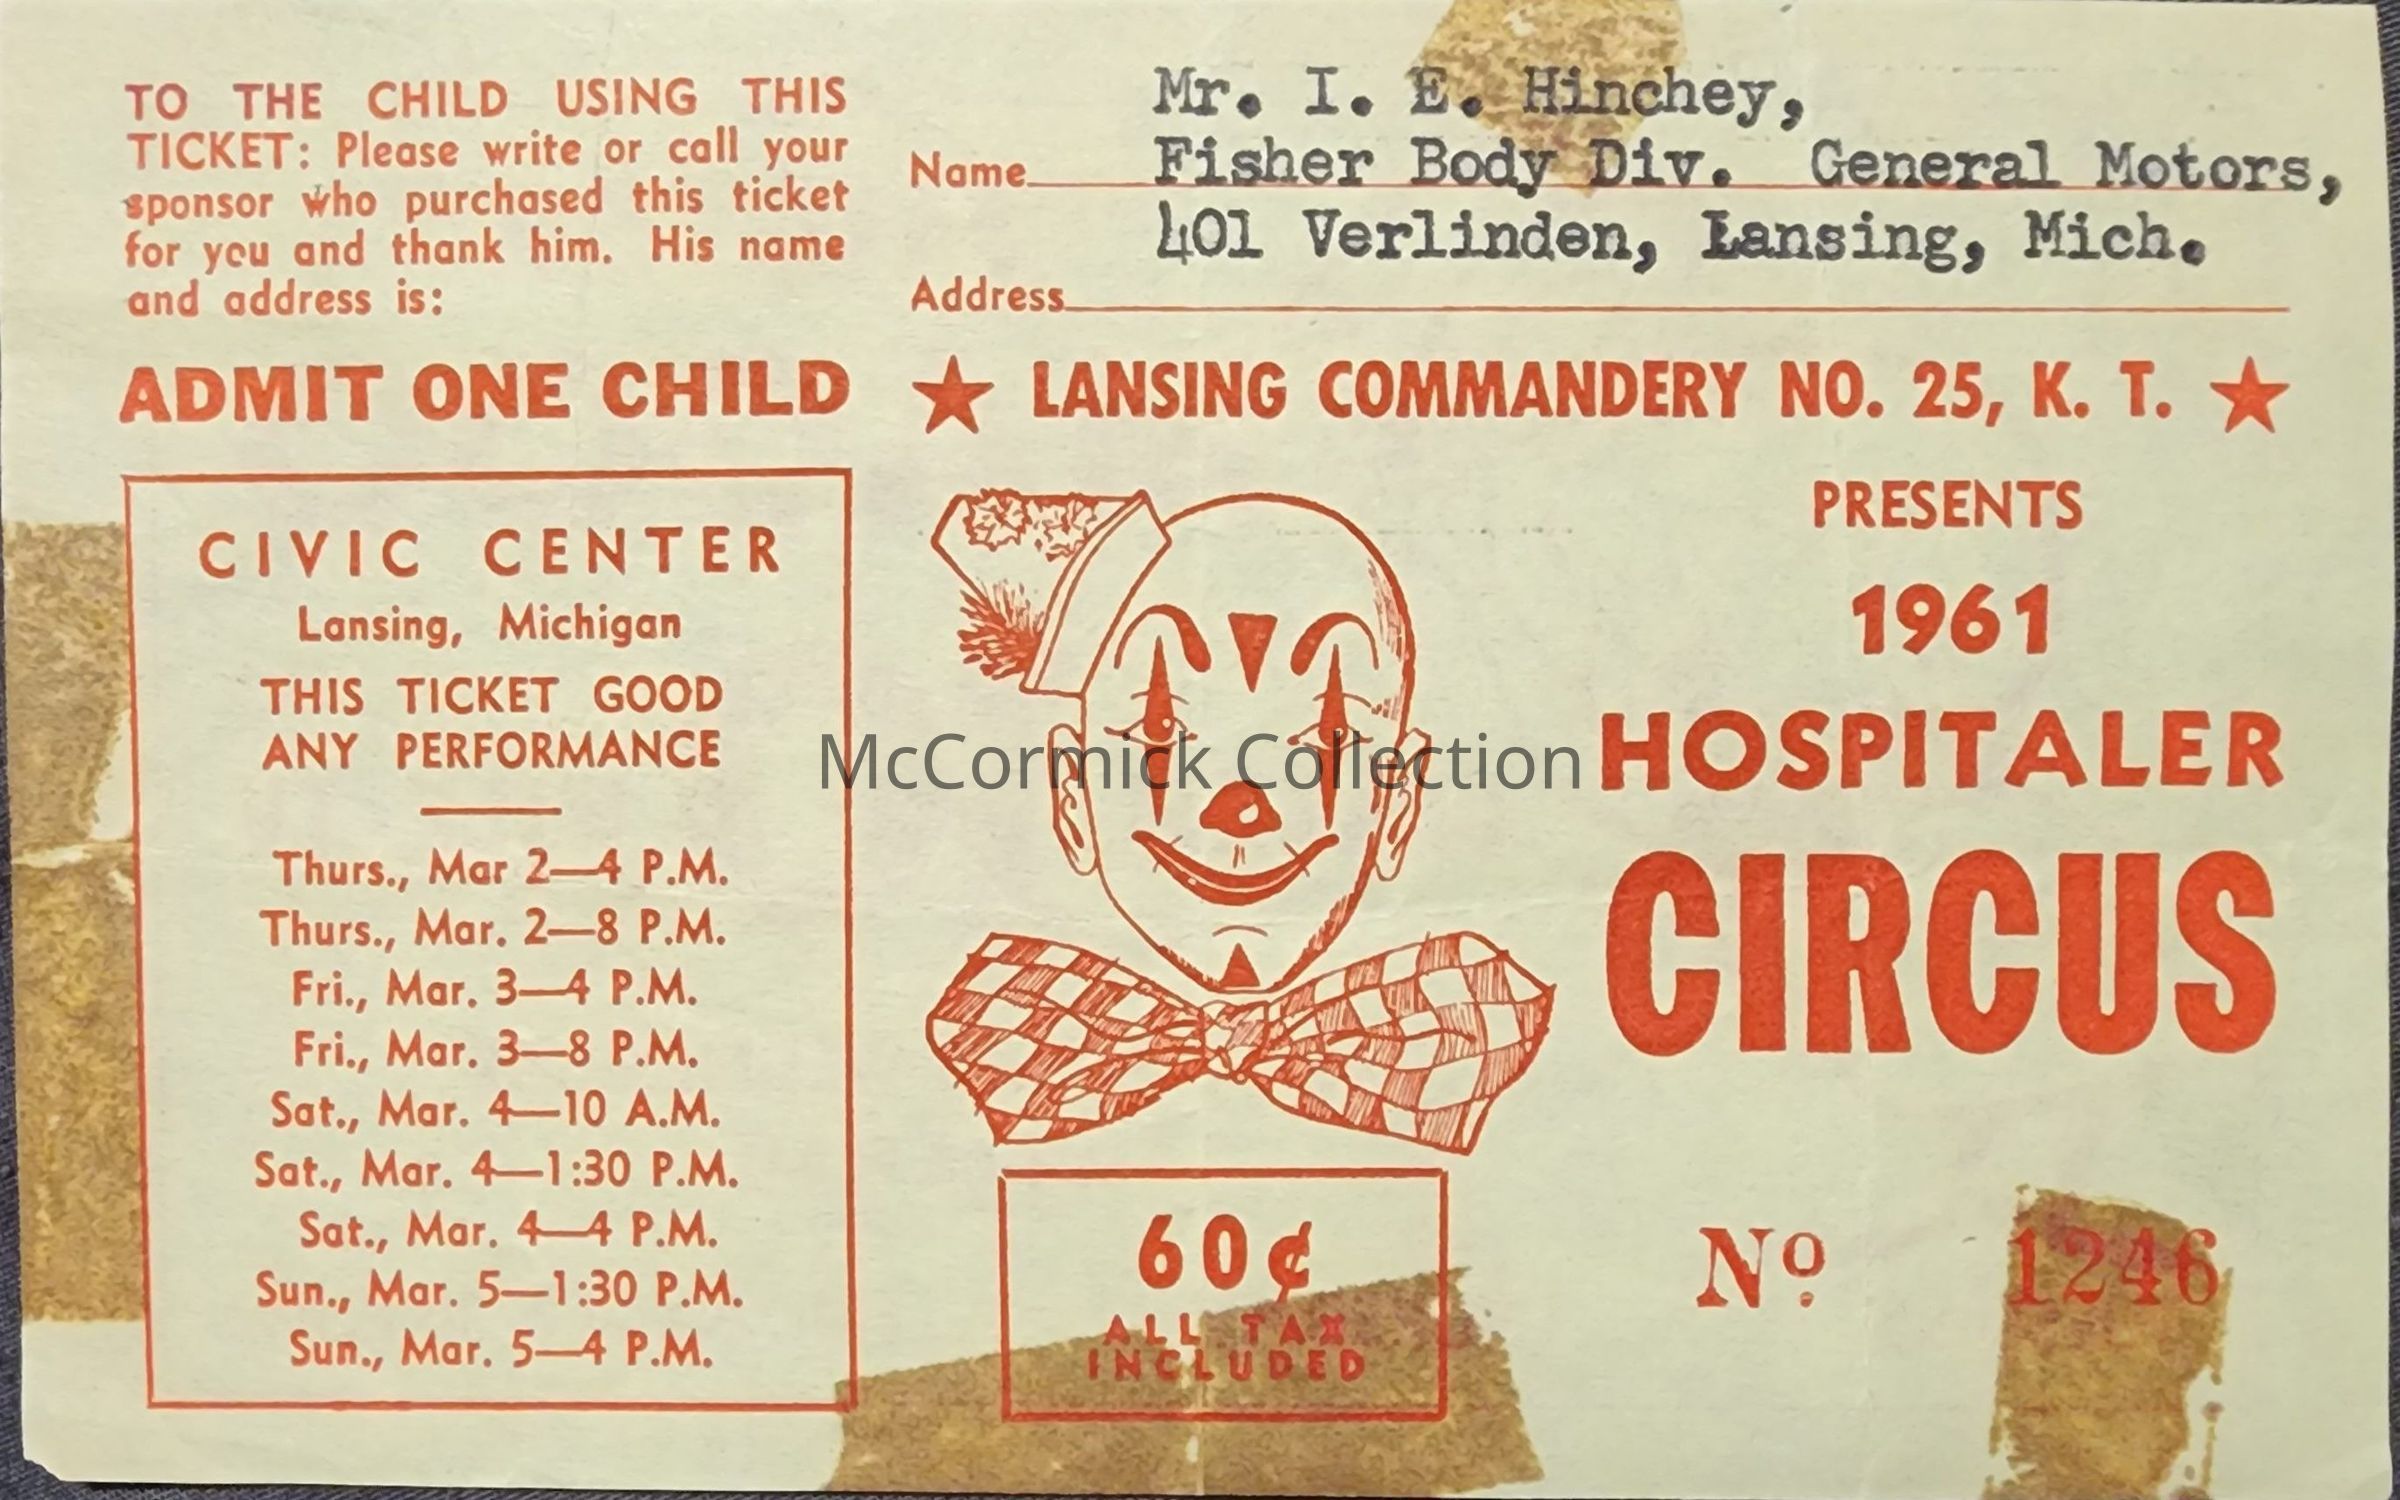 TO THE CHILD USING THIS
TICKET: Please write or call your
sponsor who purchased this ticket
for you and thank him. His name
and address is:
Mr. I. E. Hinchey,
Name Fisher Body Div. General Motors,
401 Verlinden, Lansing, Mich.
Address
ADMIT ONE CHILD
★ LANSING COMMANDERY NO. 25, K. T. ★
CIVIC CENTER
Lansing, Michigan
THIS TICKET GOOD
ANY PERFORMANCE
Thurs., Mar 2—4 P.M.
Thurs., Mar. 2—8 P.M.
Fri., Mar. 3—4 P.M.
Fri., Mar. 3—8 P.M.
Sat., Mar. 4—10 A.M.
Sat., Mar. 4—1:30 P.M.
Sat., Mar. 4—4 P.M.
Sun., Mar. 5—1:30 P.M.
Sun., Mar. 5—4 P.M.
PRESENTS
1961
HOSPITALER
CIRCUS
McCormick Collection
60¢
ALL TAX
INCLUDED
Nº 1246